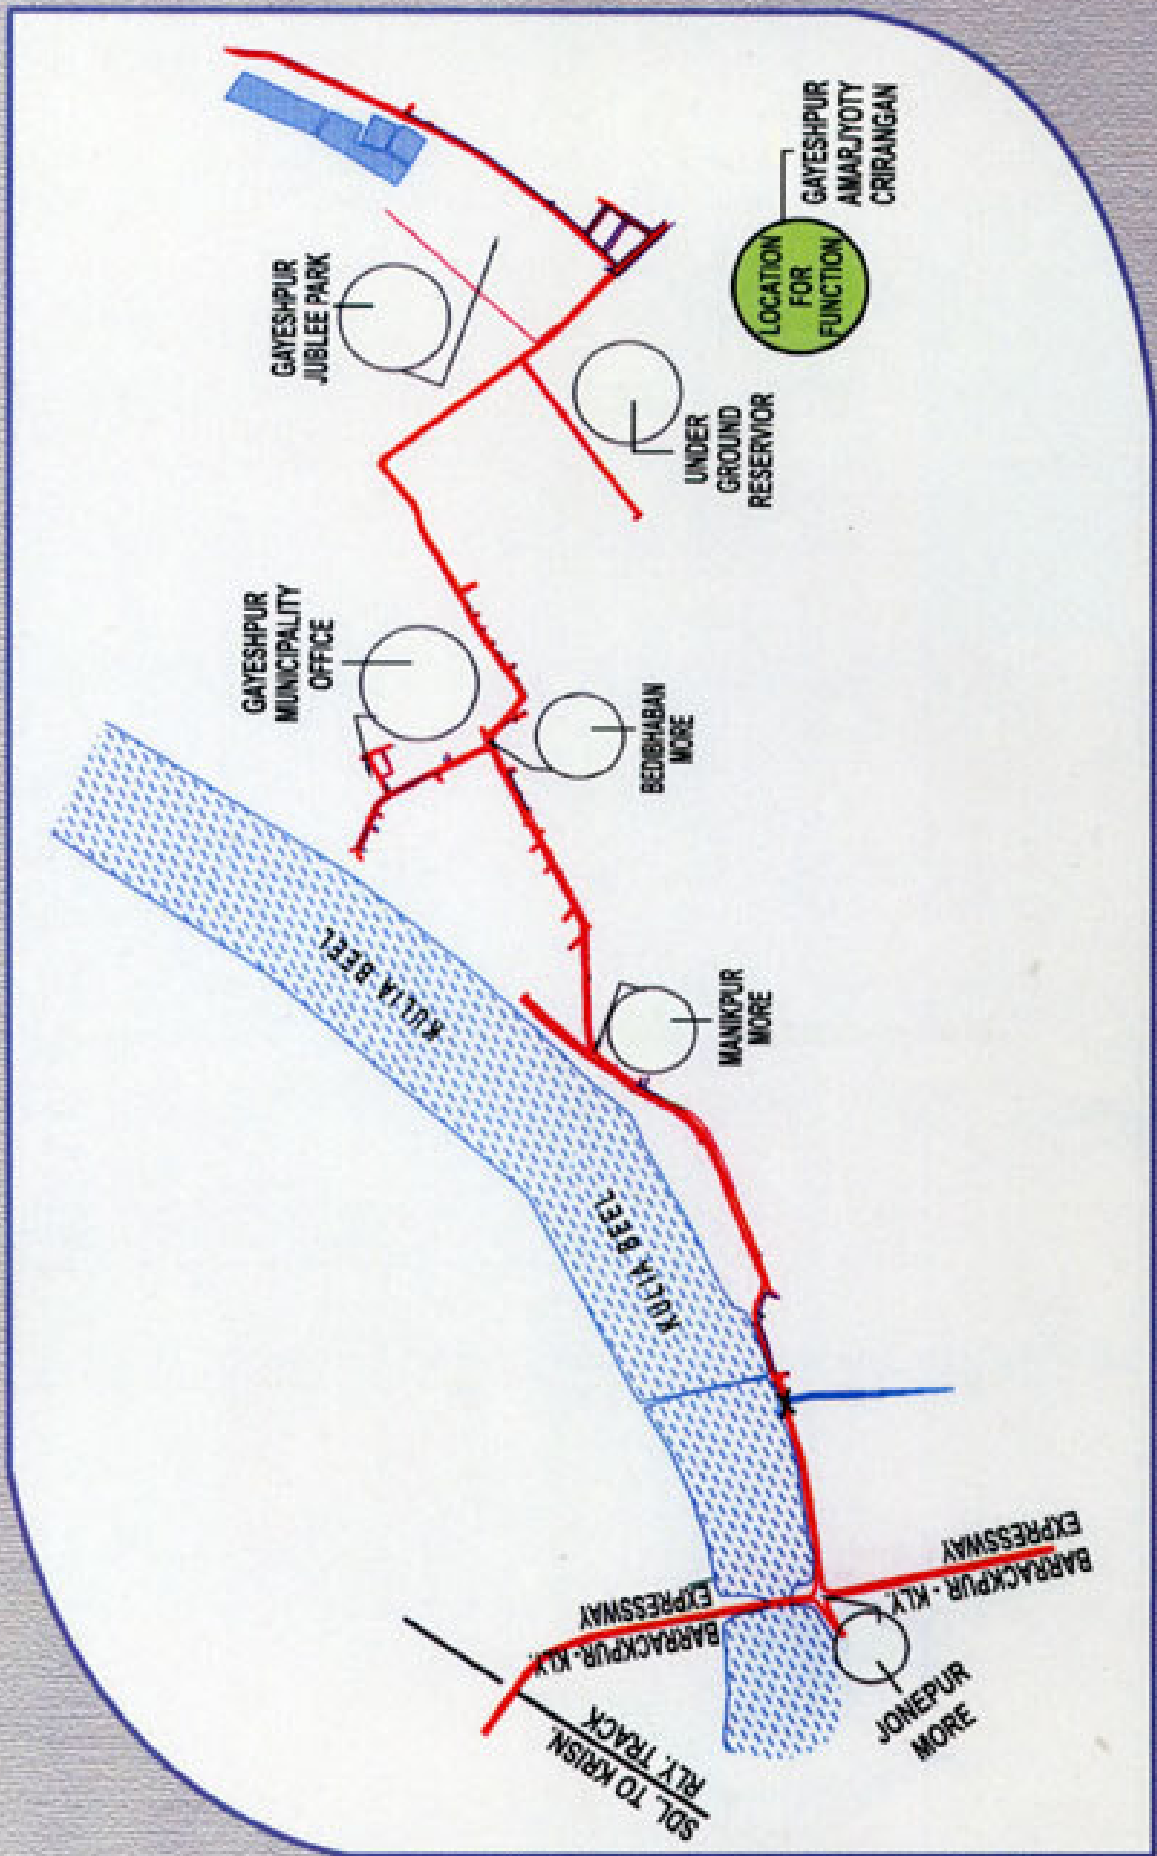 SDL TO KRISN.
RLY. TRACK
BARRACKPUR-KLY.
EXPRESSWAY
BARRACKPUR - KLY.
EXPRESSWAY
JONEPUR
MORE
KULIA BEEL
KULIA BEEL
MANIKPUR
MORE
GAYESHPUR
MUNICIPALITY
OFFICE
BEDIBHABAN
MORE
GAYESHPUR
JUBLEE PARK
UNDER
GROUND
RESERVIOR
LOCATION
FOR
FUNCTION
GAYESHPUR
AMARJYOTY
CRIRANGAN